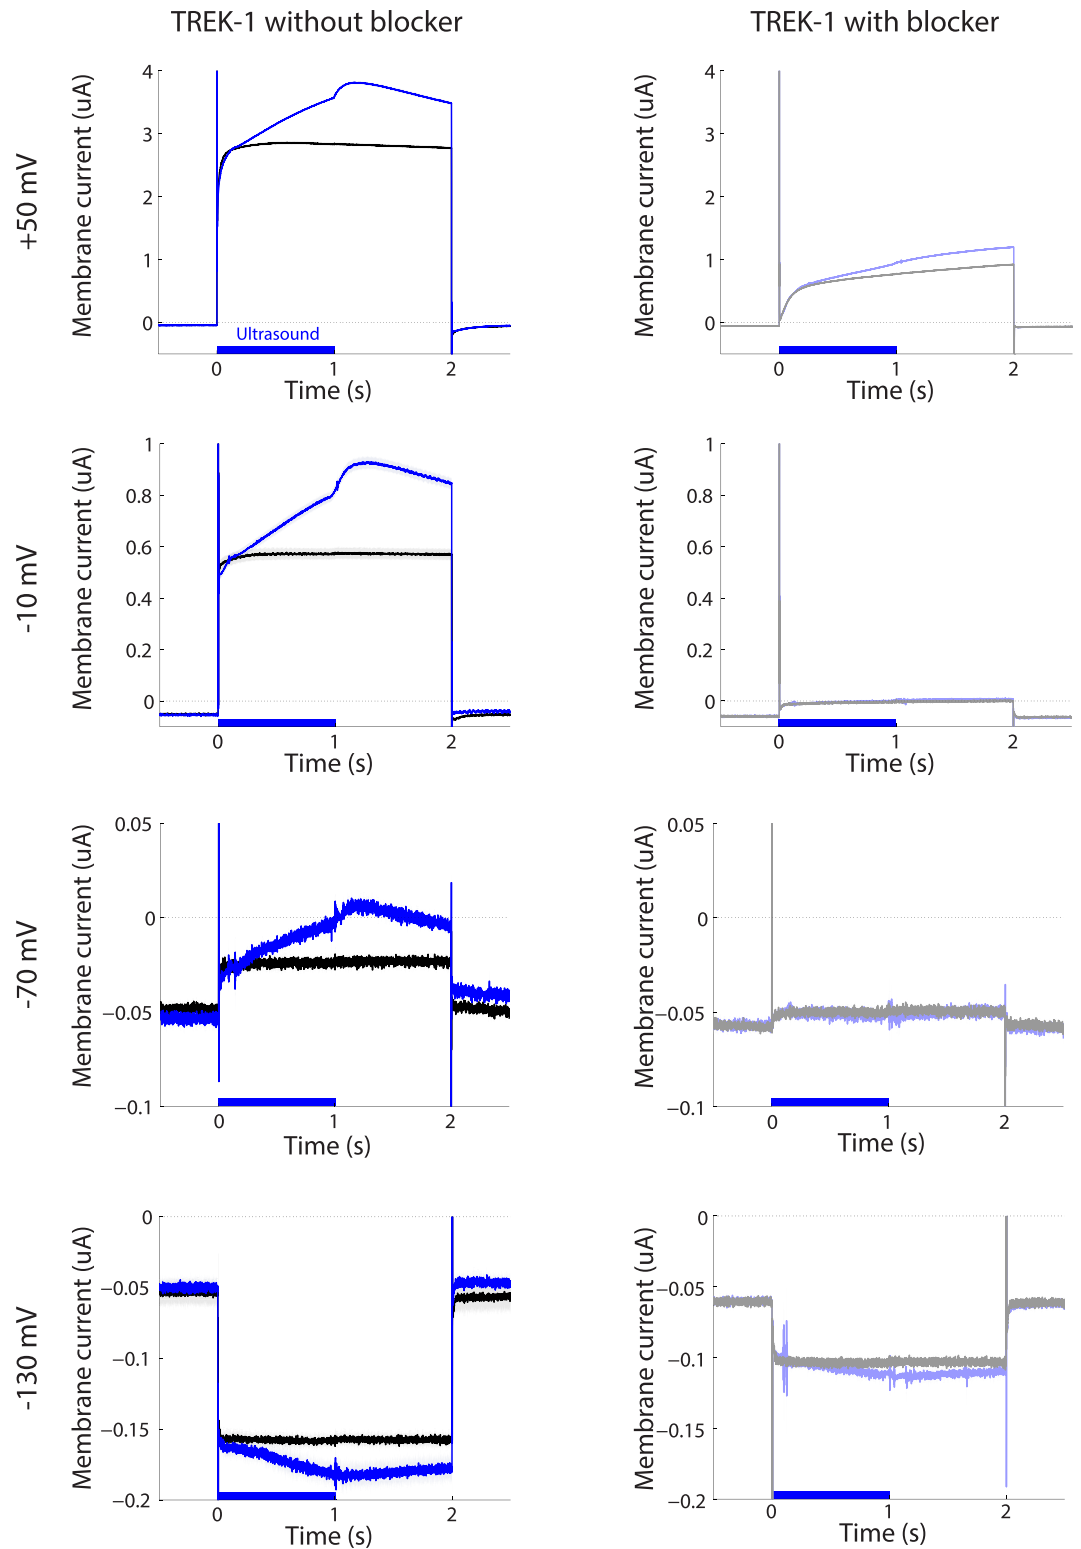 TREK-1 without blocker
TREK-1 with blocker
+50 mV
Membrane current (uA)
4
3
2
1
0
Ultrasound
0
1
2
Time (s)
Membrane current (uA)
4
3
2
1
0
0
1
2
Time (s)
-10 mV
Membrane current (uA)
1
0.8
0.6
0.4
0.2
0
0
1
2
Time (s)
Membrane current (uA)
1
0.8
0.6
0.4
0.2
0
0
1
2
Time (s)
-70 mV
Membrane current (uA)
0.05
0
−0.05
−0.1
0
1
2
Time (s)
Membrane current (uA)
0.05
0
−0.05
−0.1
0
1
2
Time (s)
-130 mV
Membrane current (uA)
0
−0.05
−0.1
−0.15
−0.2
0
1
2
Time (s)
Membrane current (uA)
0
−0.05
−0.1
−0.15
−0.2
0
1
2
Time (s)